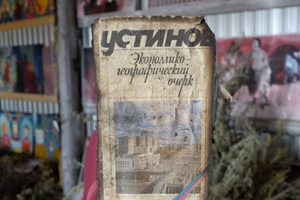 УСТИНОВ
Экономико-
географический
очерк